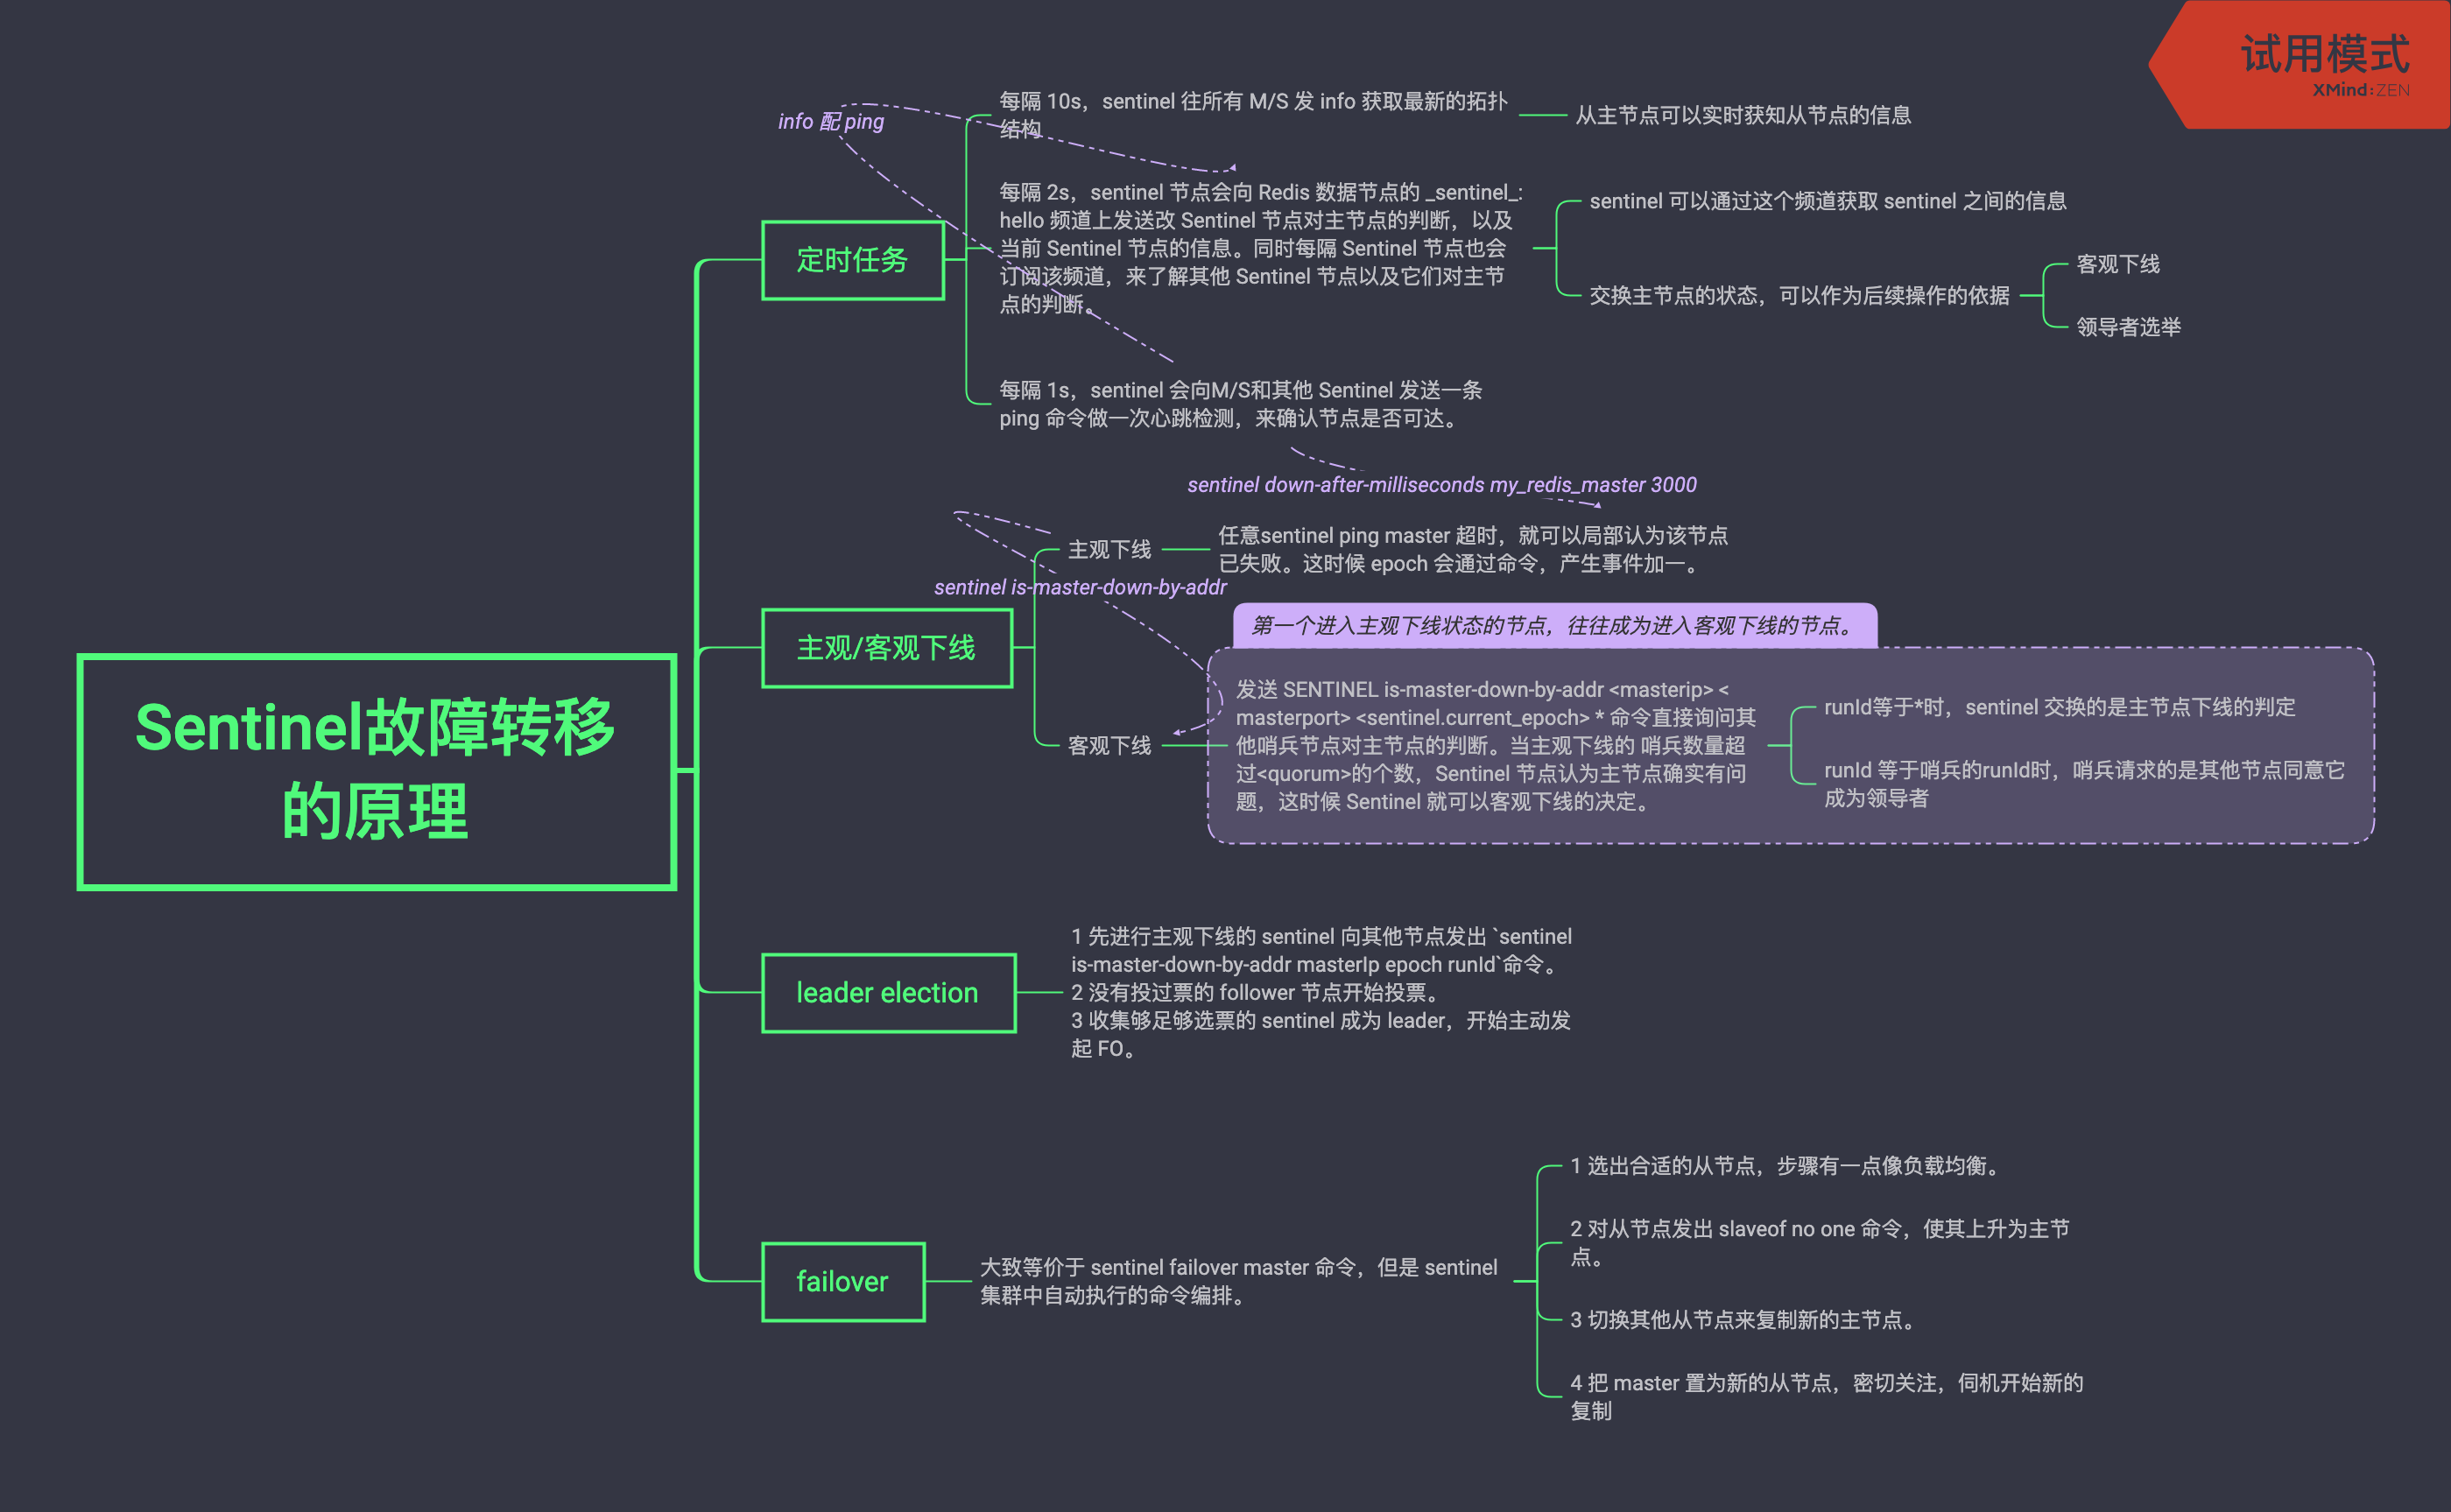 试用模式
XMind:ZEN
info 配 ping
每隔 10s，sentinel 往所有 M/S 发 info 获取最新的拓扑
结构
从主节点可以实时获知从节点的信息
定时任务
每隔 2s，sentinel 节点会向 Redis 数据节点的 _sentinel_:
hello 频道上发送改 Sentinel 节点对主节点的判断，以及
当前 Sentinel 节点的信息。同时每隔 Sentinel 节点也会
订阅该频道，来了解其他 Sentinel 节点以及它们对主节
点的判断。
sentinel 可以通过这个频道获取 sentinel 之间的信息
交换主节点的状态，可以作为后续操作的依据
客观下线
领导者选举
每隔 1s，sentinel 会向M/S和其他 Sentinel 发送一条
ping 命令做一次心跳检测，来确认节点是否可达。
sentinel down-after-milliseconds my_redis_master 3000
主观/客观下线
主观下线
任意sentinel ping master 超时，就可以局部认为该节点
已失败。这时候 epoch 会通过命令，产生事件加一。
sentinel is-master-down-by-addr
第一个进入主观下线状态的节点，往往成为进入客观下线的节点。
客观下线
发送 SENTINEL is-master-down-by-addr <masterip> <
masterport> <sentinel.current_epoch> * 命令直接询问其
他哨兵节点对主节点的判断。当主观下线的 哨兵数量超
过<quorum>的个数，Sentinel 节点认为主节点确实有问
题，这时候 Sentinel 就可以客观下线的决定。
runId等于*时，sentinel 交换的是主节点下线的判定
runId 等于哨兵的runId时，哨兵请求的是其他节点同意它
成为领导者
Sentinel故障转移
的原理
leader election
1 先进行主观下线的 sentinel 向其他节点发出 `sentinel
is-master-down-by-addr masterIp epoch runId`命令。
2 没有投过票的 follower 节点开始投票。
3 收集够足够选票的 sentinel 成为 leader，开始主动发
起 FO。
failover
大致等价于 sentinel failover master 命令，但是 sentinel
集群中自动执行的命令编排。
1 选出合适的从节点，步骤有一点像负载均衡。
2 对从节点发出 slaveof no one 命令，使其上升为主节
点。
3 切换其他从节点来复制新的主节点。
4 把 master 置为新的从节点，密切关注，伺机开始新的
复制